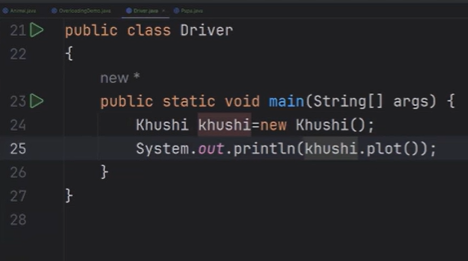 Animal.java DownloadingDemo.java Driver.java × Papa.java
21 public class Driver
22 {
new *
23 public static void main(String[] args) {
24 Khushi khushi=new Khushi();
25 System.out.println(khushi.plot());
26 }
27 }
28